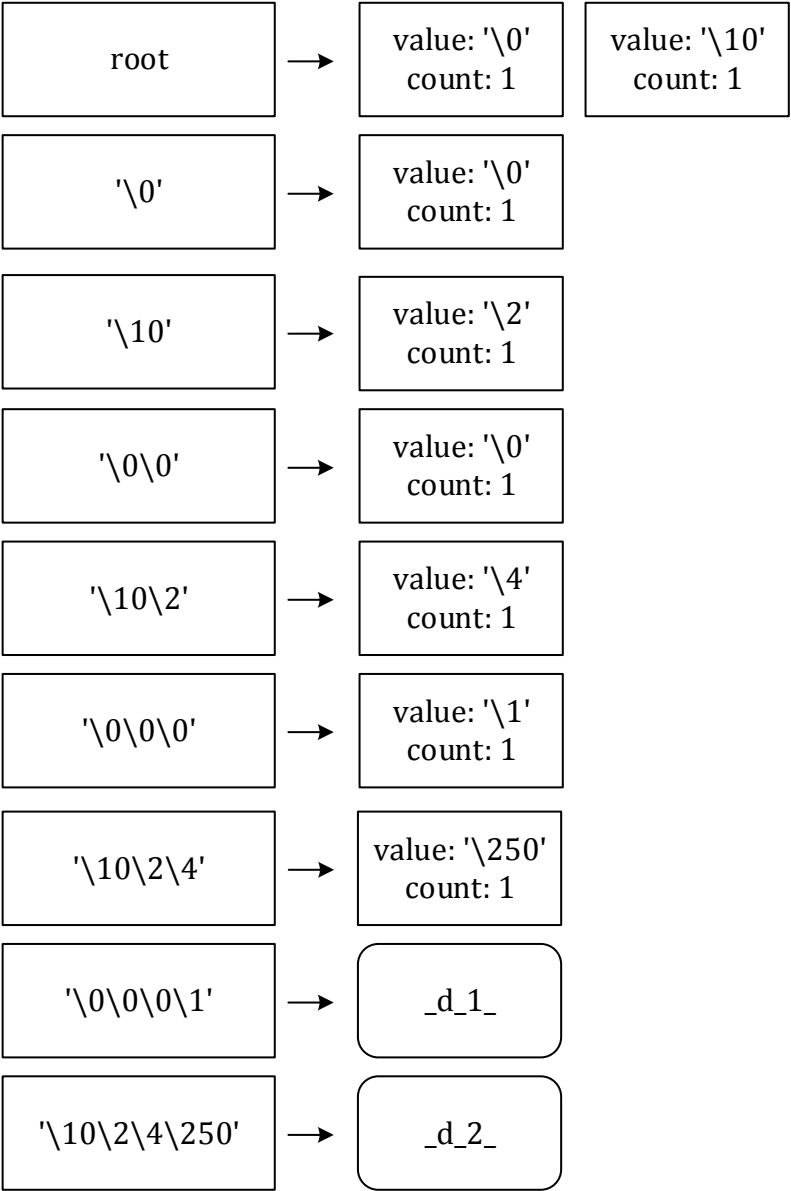 root
value: '\0'
count: 1
value: '\10'
count: 1
'\0'
value: '\0'
count: 1
'\10'
value: '\2'
count: 1
'\0\0'
value: '\0'
count: 1
'\10\2'
value: '\4'
count: 1
'\0\0\0'
value: '\1'
count: 1
'\10\2\4'
value: '\250'
count: 1
'\0\0\0\1'
_d_1_
'\10\2\4\250'
_d_2_